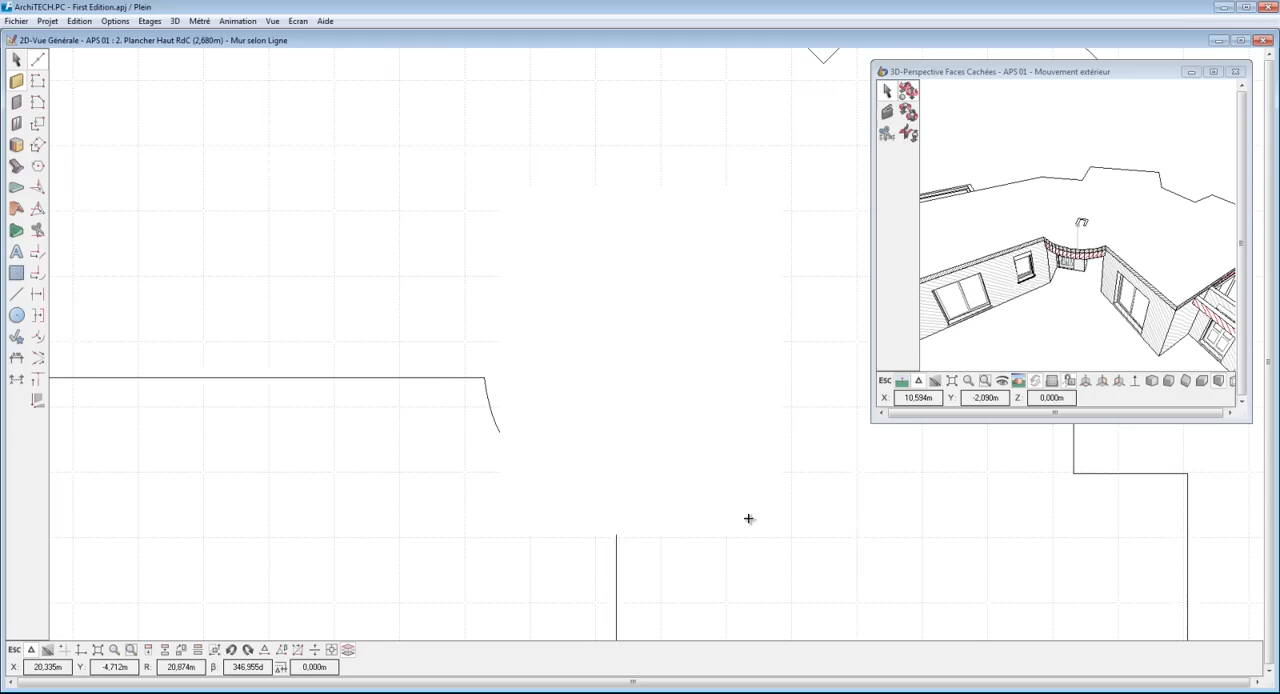 ArchiTECH.PC - First Edition.apj / Plein
Fichier Projet Edition Options Etages 3D Métré Animation Vue Ecran Aide
2D-Vue Générale - APS 01 : 2. Plancher Haut RdC (2,680m) - Mur selon Ligne
3D-Perspective Faces Cachées - APS 01 - Mouvement extérieur
ESC
X: 10,594m Y: -2,090m Z: 0,000m
ESC
X: 20,335m Y: -4,712m R: 20,874m β: 346,955d 0,000m